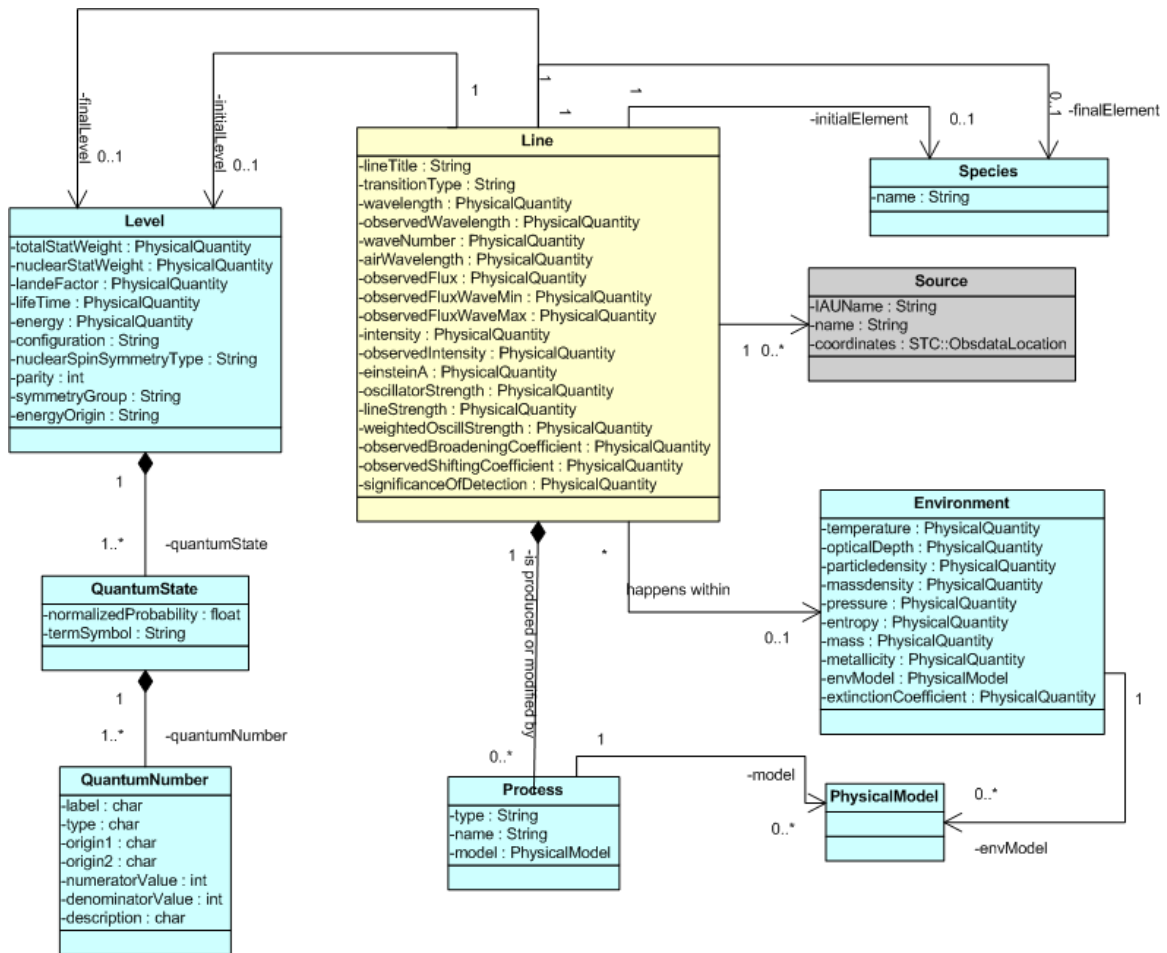 -finalLevel
0..1
-initialLevel
0..1
1
1
1
1
-initialElement
0..1
0..1
-finalElement
Level
-totalStatWeight : PhysicalQuantity
-nuclearStatWeight : PhysicalQuantity
-landeFactor : PhysicalQuantity
-lifeTime : PhysicalQuantity
-energy : PhysicalQuantity
-configuration : String
-nuclearSpinSymmetryType : String
-parity : int
-symmetryGroup : String
-energyOrigin : String
Line
-lineTitle : String
-transitionType : String
-wavelength : PhysicalQuantity
-observedWavelength : PhysicalQuantity
-waveNumber : PhysicalQuantity
-airWavelength : PhysicalQuantity
-observedFlux : PhysicalQuantity
-observedFluxWaveMin : PhysicalQuantity
-observedFluxWaveMax : PhysicalQuantity
-intensity : PhysicalQuantity
-observedIntensity : PhysicalQuantity
-einsteinA : PhysicalQuantity
-oscillatorStrength : PhysicalQuantity
-lineStrength : PhysicalQuantity
-weightedOscillStrength : PhysicalQuantity
-observedBroadeningCoefficient : PhysicalQuantity
-observedShiftingCoefficient : PhysicalQuantity
-significanceOfDetection : PhysicalQuantity
Species
-name : String
Source
-IAUName : String
-name : String
-coordinates : STC::ObsdataLocation
1 0..*
1
1..*
-quantumState
QuantumState
-normalizedProbability : float
-termSymbol : String
1
1..*
-quantumNumber
QuantumNumber
-label : char
-type : char
-origin1 : char
-origin2 : char
-numeratorValue : int
-denominatorValue : int
-description : char
1
-is produced or modified by
0..*
*
happens within
0..1
Environment
-temperature : PhysicalQuantity
-opticalDepth : PhysicalQuantity
-particledensity : PhysicalQuantity
-massdensity : PhysicalQuantity
-pressure : PhysicalQuantity
-entropy : PhysicalQuantity
-mass : PhysicalQuantity
-metallicity : PhysicalQuantity
-envModel : PhysicalModel
-extinctionCoefficient : PhysicalQuantity
1
0..*
-envModel
Process
-type : String
-name : String
-model : PhysicalModel
1
-model
0..*
PhysicalModel